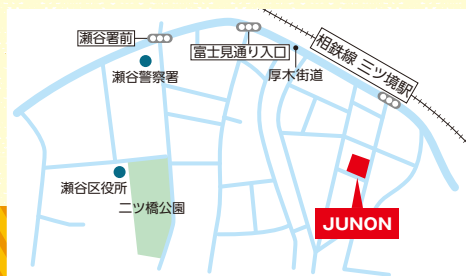 瀬谷署前
富士見通り入口
相鉄線 三ツ境駅
瀬谷警察署
厚木街道
瀬谷区役所
二ツ橋公園
JUNON